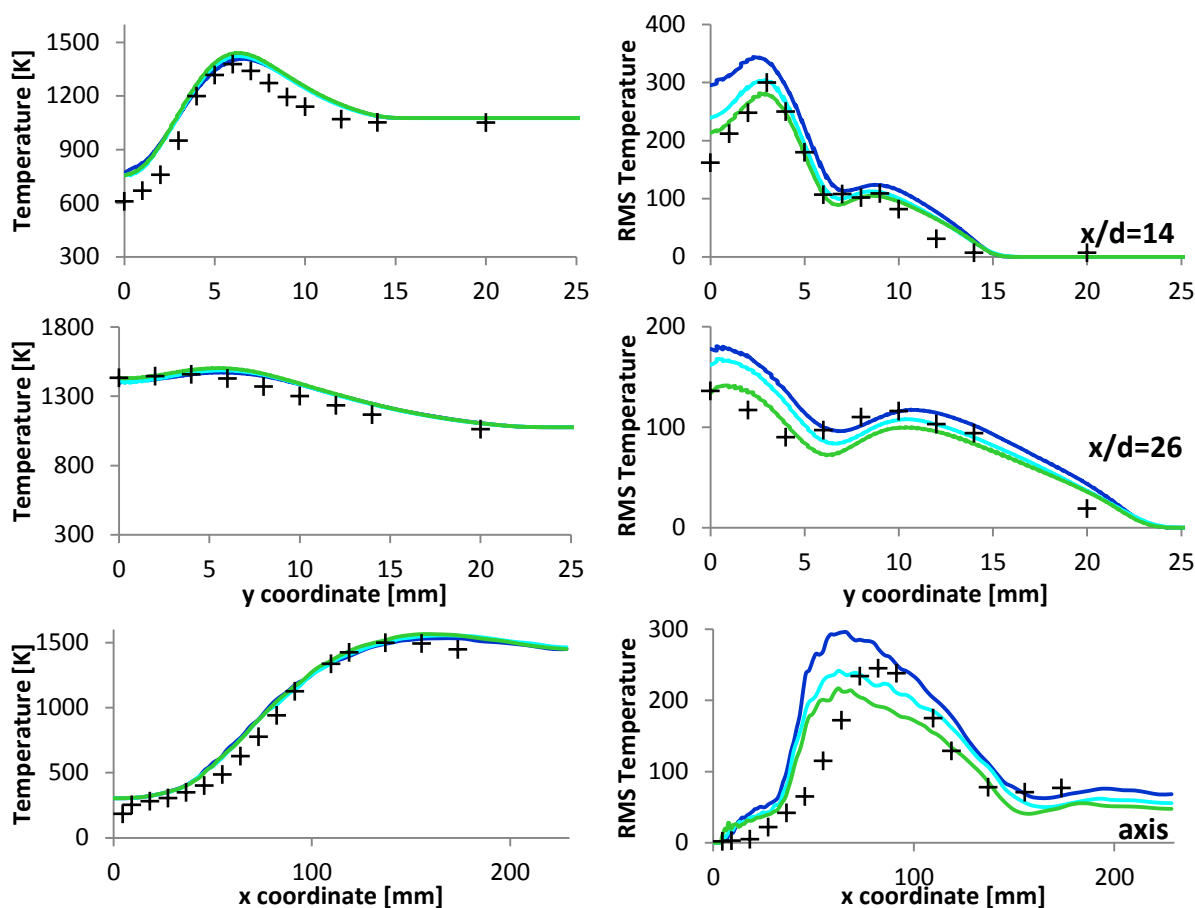 Temperature [K]
1500
1200
900
600
300
0 5 10 15 20 25
RMS Temperature
400
300
200
100
0
x/d=14
0 5 10 15 20 25
Temperature [K]
1800
1300
800
300
0 5 10 15 20 25
y coordinate [mm]
RMS Temperature
200
100
0
x/d=26
0 5 10 15 20 25
y coordinate [mm]
Temperature [K]
1500
1000
500
0
0 100 200
x coordinate [mm]
RMS Temperature
300
200
100
0
axis
0 100 200
x coordinate [mm]